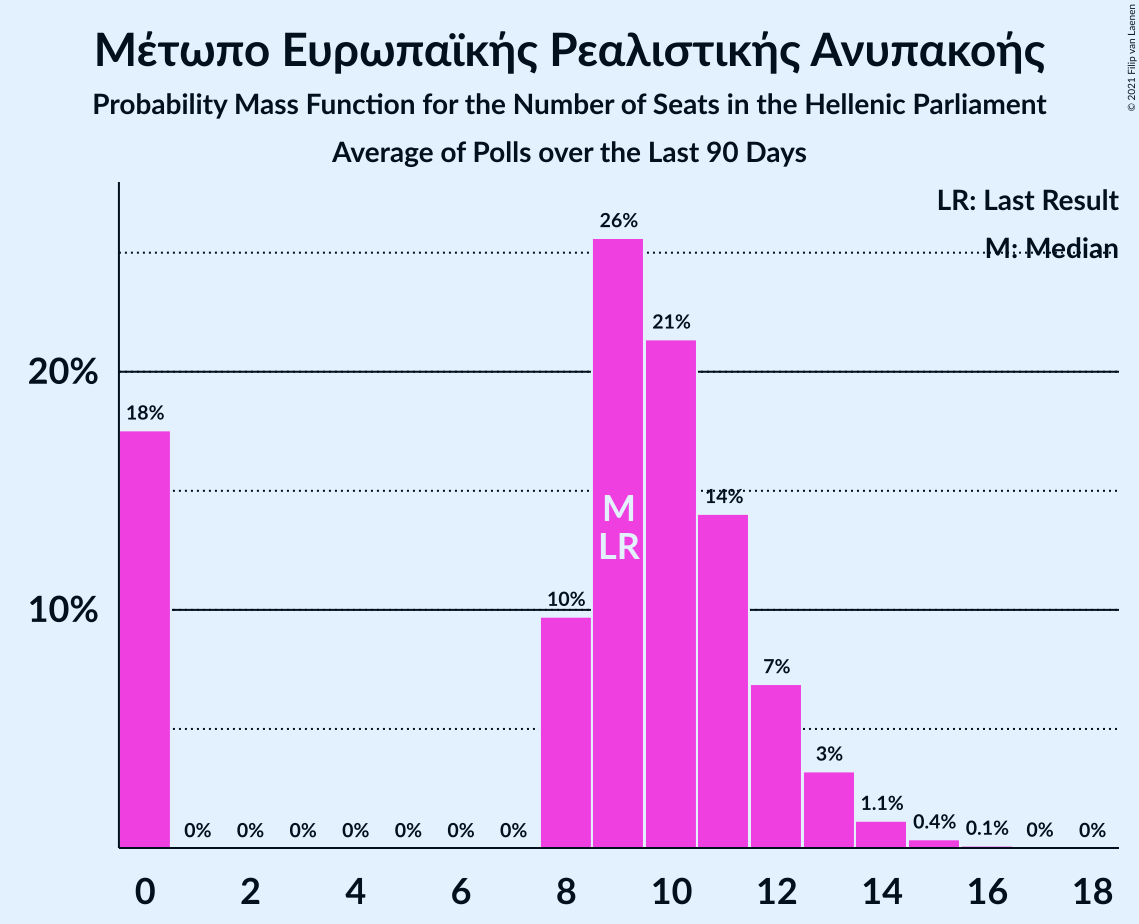 Μέτωπο Ευρωπαϊκής Ρεαλιστικής Ανυπακοής
Probability Mass Function for the Number of Seats in the Hellenic Parliament
Average of Polls over the Last 90 Days
© 2021 Filip van Laenen
LR: Last Result
M: Median
26%
21%
20%
18%
14%
M
LR
10%
10%
7%
3%
1.1%
0% 0% 0% 0% 0% 0% 0% 0.4% 0.1% 0% 0%
0 2 4 6 8 10 12 14 16 18